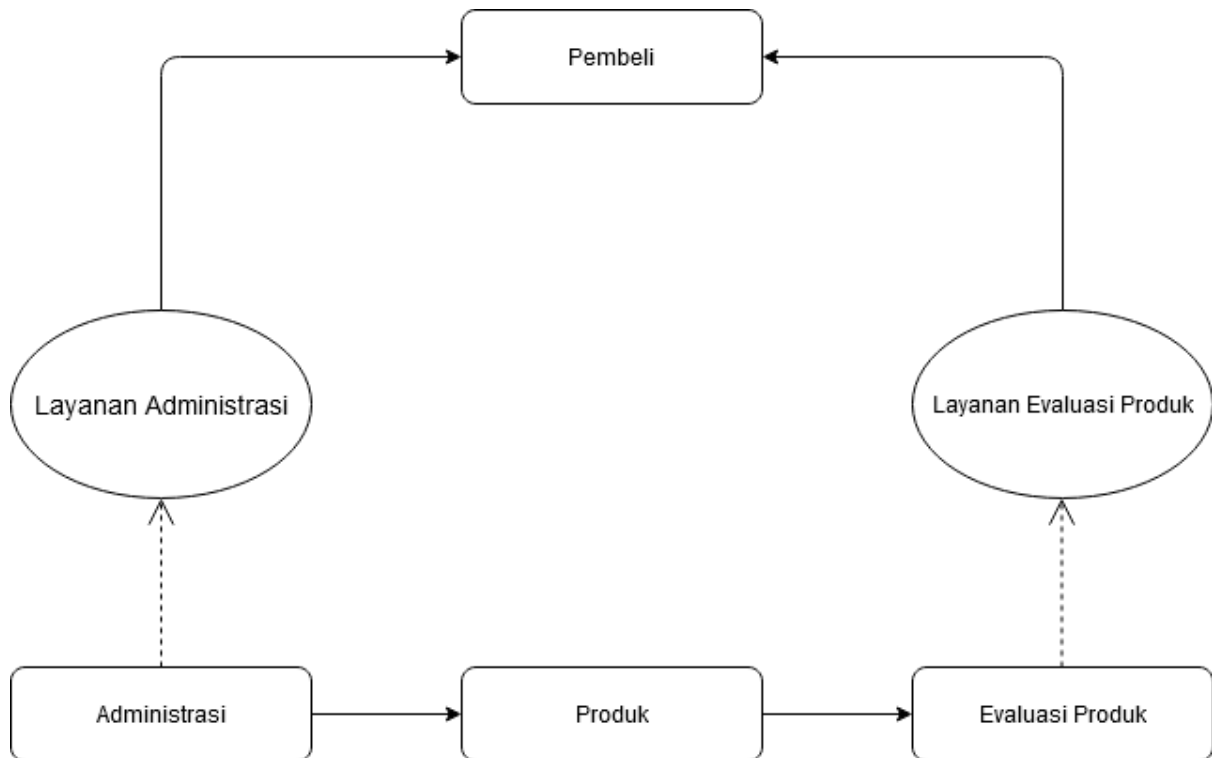 Pembeli
Layanan Administrasi
Layanan Evaluasi Produk
Administrasi
Produk
Evaluasi Produk